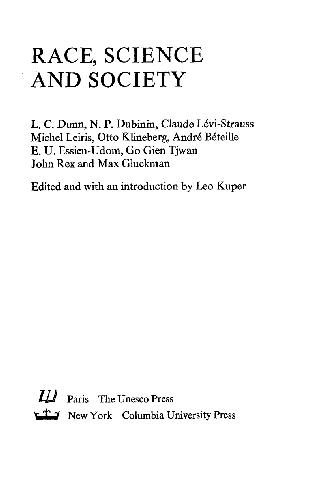 RACE, SCIENCE
AND SOCIETY
L. C. Dunn, N. P. Dubinin, Claude Lévi-Strauss
Michel Leiris, Otto Klineberg, André Béteille
E. U. Essien-Udom, Go Gien Tjwan
John Rex and Max Gluckman
Edited and with an introduction by Leo Kuper
Paris The Unesco Press
New York Columbia University Press